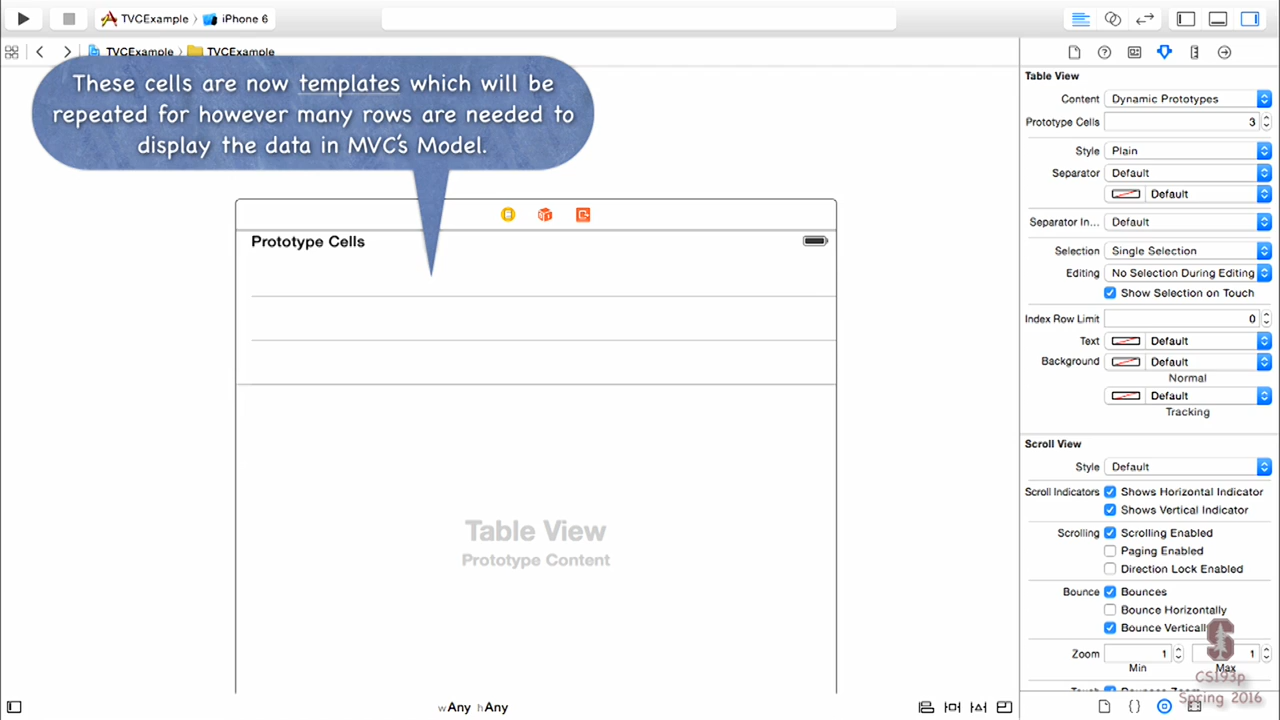 TVCExample 〉 iPhone 6
TVCExample 〉 TVCExample
These cells are now templates which will be
repeated for however many rows are needed to
display the data in MVC's Model.
Prototype Cells
Table View
Prototype Content
wAny hAny
Table View
Content Dynamic Prototypes
Prototype Cells 3
Style Plain
Separator Default
Default
Separator In... Default
Selection Single Selection
Editing No Selection During Editing
Show Selection on Touch
Index Row Limit 0
Text Default
Background Default
Normal
Default
Tracking
Scroll View
Style Default
Scroll Indicators Shows Horizontal Indicator
Shows Vertical Indicator
Scrolling Scrolling Enabled
Paging Enabled
Direction Lock Enabled
Bounce Bounces
Bounce Horizontally
Bounce Vertically
Zoom 1 1
Min Max
Touch Bounces Zoom
CS193p
Spring 2016